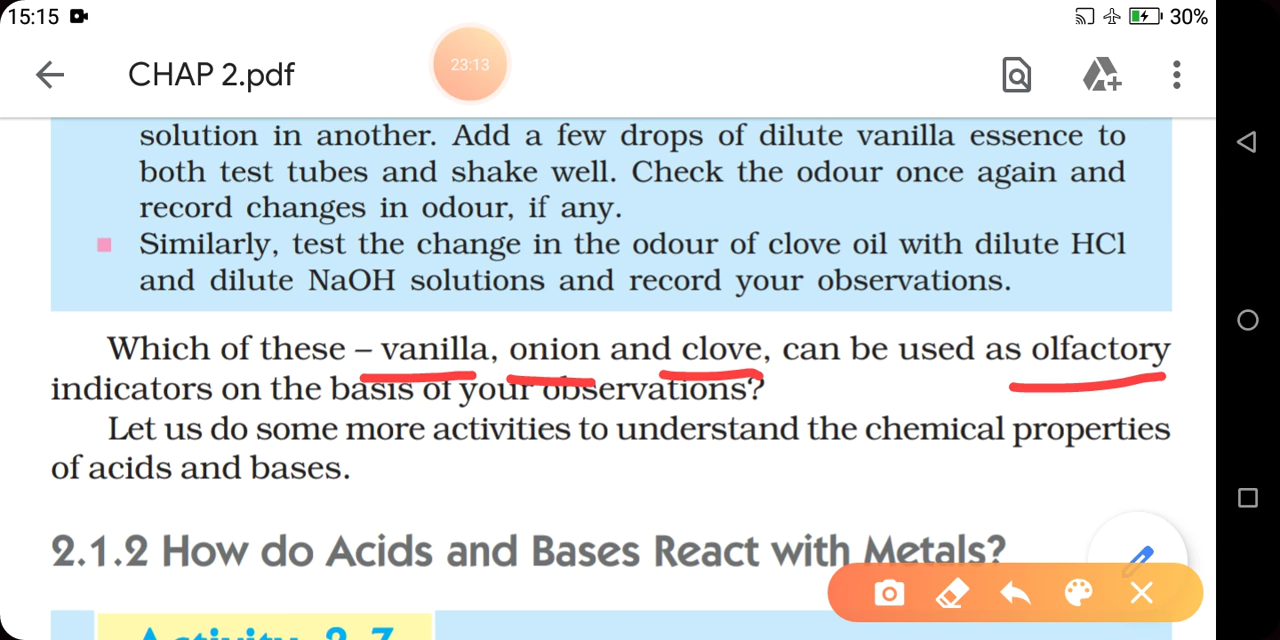 15:15
30%
CHAP 2.pdf
23:13
solution in another. Add a few drops of dilute vanilla essence to
both test tubes and shake well. Check the odour once again and
record changes in odour, if any.
Similarly, test the change in the odour of clove oil with dilute HCl
and dilute NaOH solutions and record your observations.
Which of these – vanilla, onion and clove, can be used as olfactory
indicators on the basis of your observations?
Let us do some more activities to understand the chemical properties
of acids and bases.
2.1.2 How do Acids and Bases React with Metals?
Activity 2.7